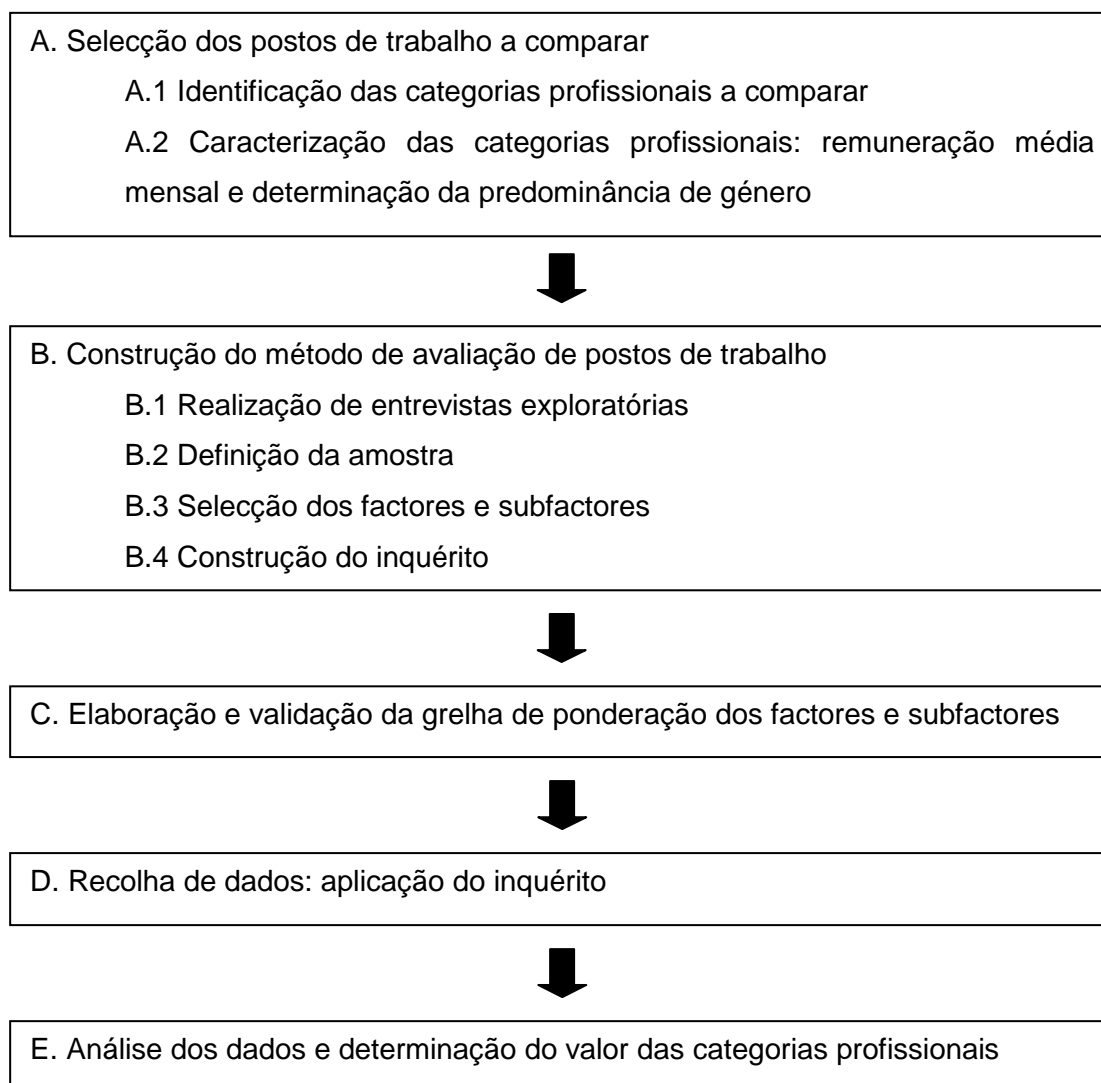 A. Selecção dos postos de trabalho a comparar
A.1 Identificação das categorias profissionais a comparar
A.2 Caracterização das categorias profissionais: remuneração média
mensal e determinação da predominância de género
B. Construção do método de avaliação de postos de trabalho
B.1 Realização de entrevistas exploratórias
B.2 Definição da amostra
B.3 Selecção dos factores e subfactores
B.4 Construção do inquérito
C. Elaboração e validação da grelha de ponderação dos factores e subfactores
D. Recolha de dados: aplicação do inquérito
E. Análise dos dados e determinação do valor das categorias profissionais